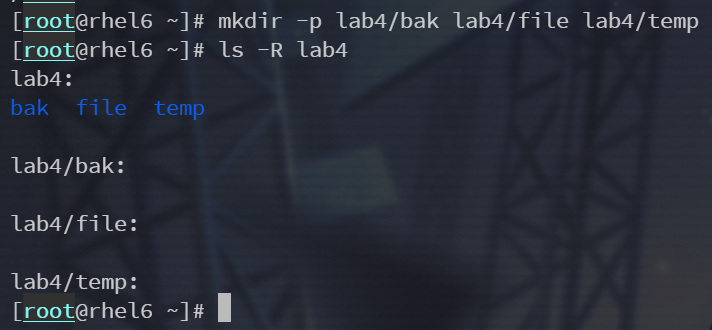 [root@rhel6 ~]# mkdir -p lab4/bak lab4/file lab4/temp
[root@rhel6 ~]# ls -R lab4
lab4:
bak  file  temp

lab4/bak:

lab4/file:

lab4/temp:
[root@rhel6 ~]#